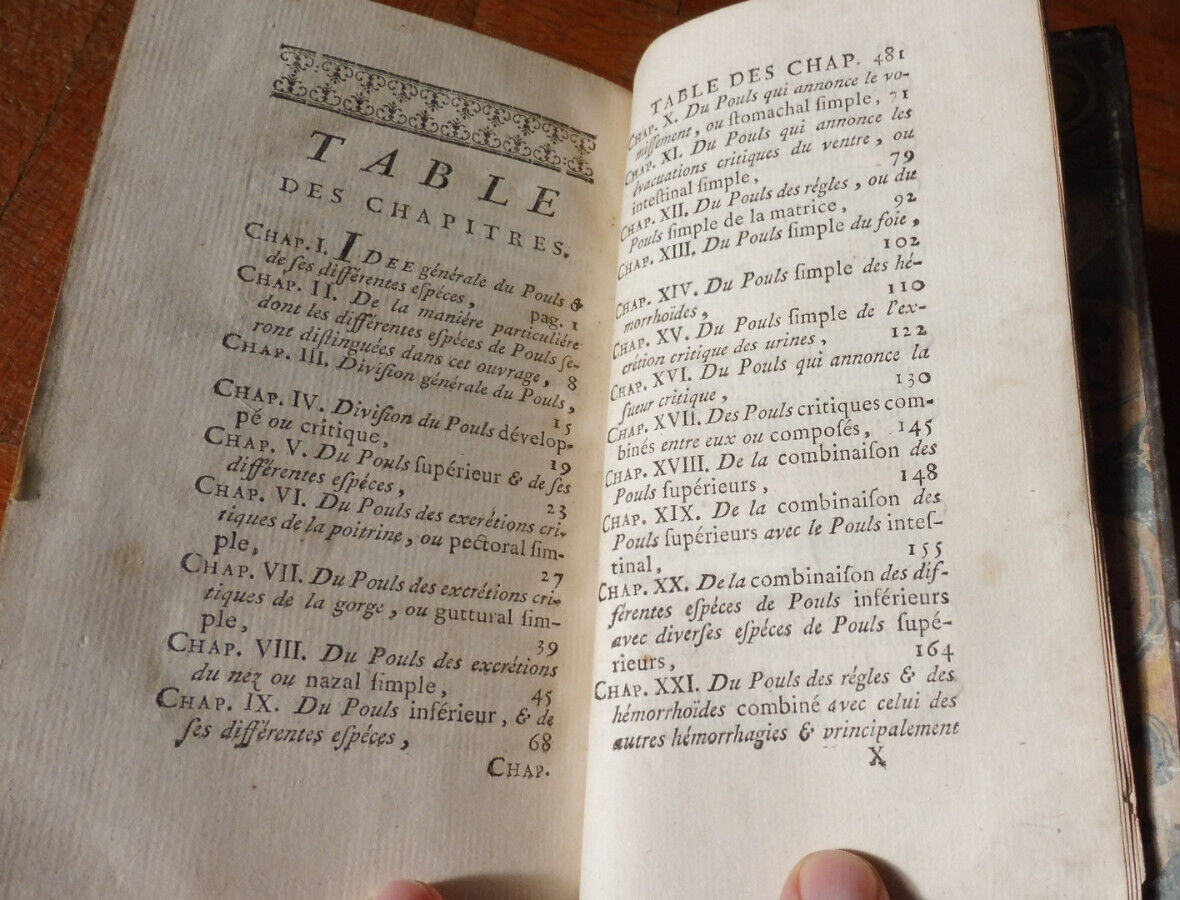 TABLE
DES CHAPITRES.
CHAP. I. IDEE générale du Pouls &
de ſes différentes eſpéces, pag. 1
CHAP. II. De la maniére particuliére
dont les différentes eſpéces de Pouls ſe-
ront diſtinguées dans cet ouvrage, 8
CHAP. III. Diviſion générale du Pouls,
15
CHAP. IV. Diviſion du Pouls dévelop-
pé ou critique, 19
CHAP. V. Du Pouls ſupérieur & de ſes
différentes eſpéces, 23
CHAP. VI. Du Pouls des excrétions cri-
tiques de la poitrine, ou pectoral ſim-
ple, 27
CHAP. VII. Du Pouls des excrétions cri-
tiques de la gorge, ou guttural ſim-
ple, 39
CHAP. VIII. Du Pouls des excrétions
du nez ou nazal ſimple, 45
CHAP. IX. Du Pouls inférieur, & de
ſes différentes eſpéces, 68
CHAP.
TABLE DES CHAP. 481
CHAP. X. Du Pouls qui annonce le vo-
miſſement, ou ſtomachal ſimple, 71
CHAP. XI. Du Pouls qui annonce les
évacuations critiques du ventre, ou
inteſtinal ſimple, 79
CHAP. XII. Du Pouls des régles, ou du
Pouls ſimple de la matrice, 92
CHAP. XIII. Du Pouls ſimple du foie,
102
CHAP. XIV. Du Pouls ſimple des hé-
morrhoïdes, 110
CHAP. XV. Du Pouls ſimple de l'ex-
crétion critique des urines, 122
CHAP. XVI. Du Pouls qui annonce la
ſueur critique, 130
CHAP. XVII. Des Pouls critiques com-
binés entre eux ou compoſés, 145
CHAP. XVIII. De la combinaiſon des
Pouls ſupérieurs, 148
CHAP. XIX. De la combinaiſon des
Pouls ſupérieurs avec le Pouls inteſ-
tinal, 155
CHAP. XX. De la combinaiſon des dif-
férentes eſpéces de Pouls inférieurs
avec diverſes eſpéces de Pouls ſupé-
rieurs, 164
CHAP. XXI. Du Pouls des régles & des
hémorrhoïdes combiné avec celui des
autres hémorrhagies & principalement
X